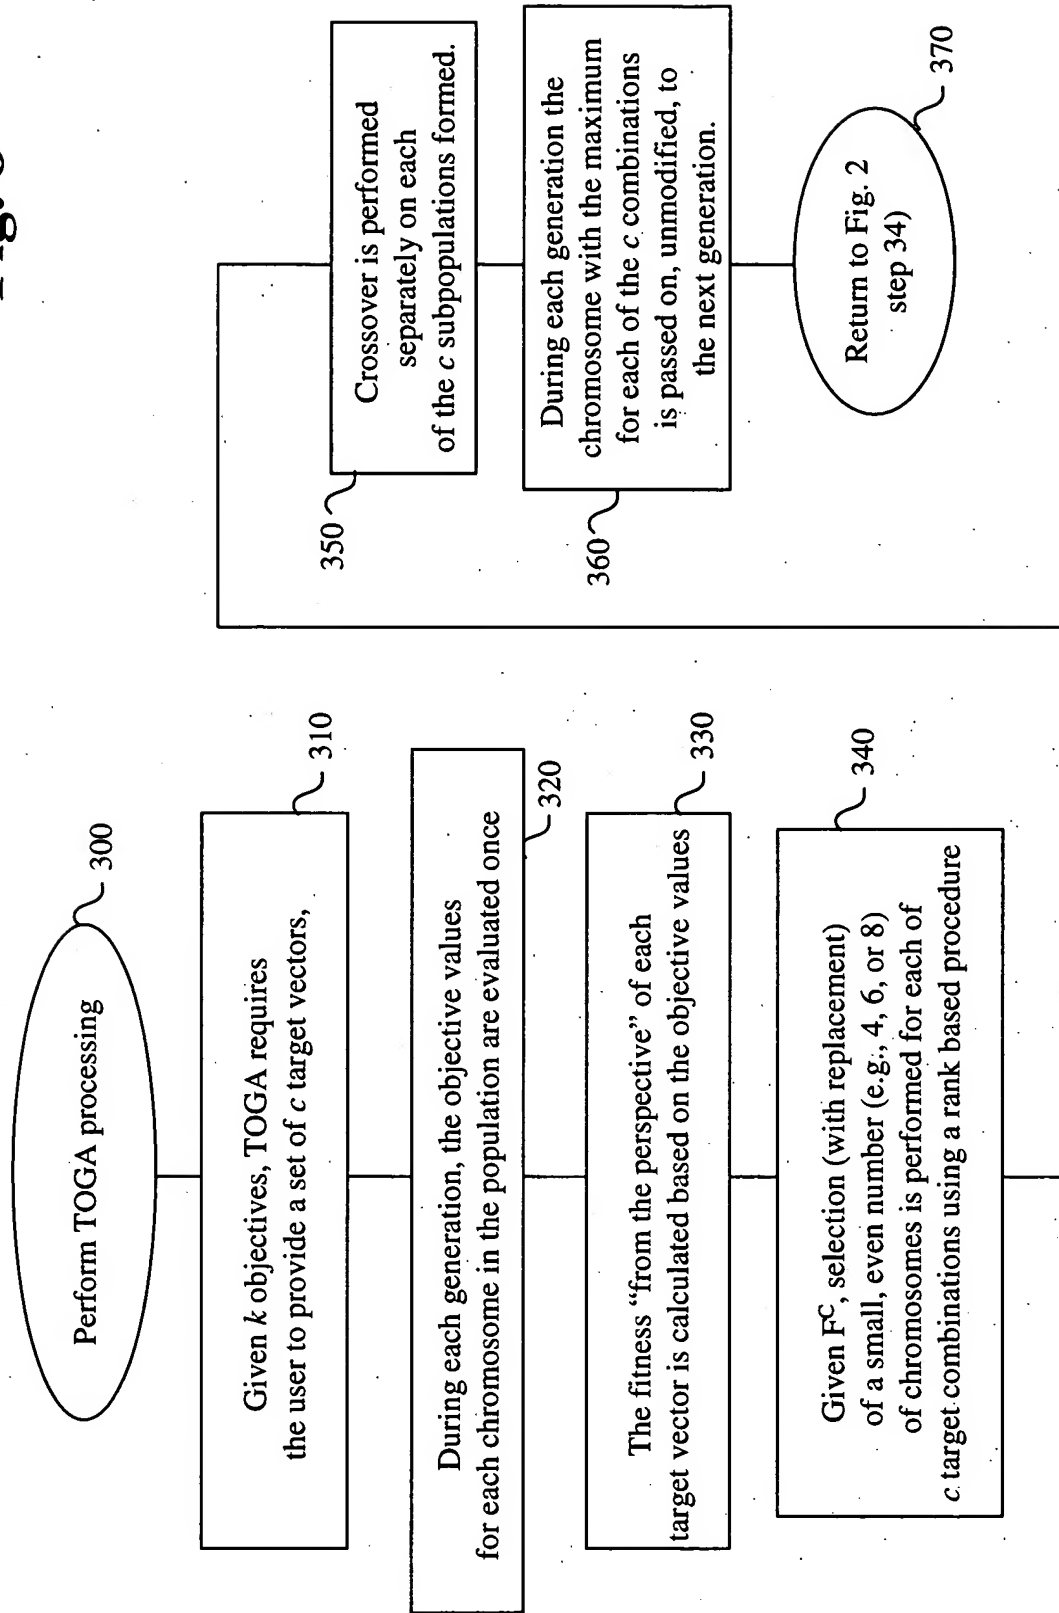 Perform TOGA processing
300
Given k objectives, TOGA requires
the user to provide a set of c target vectors,
310
During each generation, the objective values
for each chromosome in the population are evaluated once
320
The fitness “from the perspective” of each
target vector is calculated based on the objective values
330
Given F^C, selection (with replacement)
of a small, even number (e.g., 4, 6, or 8)
of chromosomes is performed for each of
c target combinations using a rank based procedure
340
Crossover is performed
separately on each
of the c subpopulations formed.
350
During each generation the
chromosome with the maximum
for each of the c combinations
is passed on, unmodified, to
the next generation.
360
Return to Fig. 2
step 34)
370